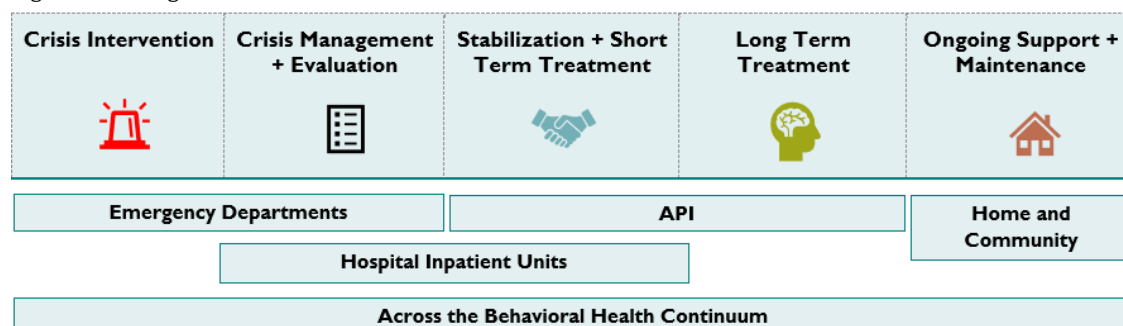 Crisis Intervention
Crisis Management
+ Evaluation
Stabilization + Short
Term Treatment
Long Term
Treatment
Ongoing Support +
Maintenance
Emergency Departments
API
Home and
Community
Hospital Inpatient Units
Across the Behavioral Health Continuum